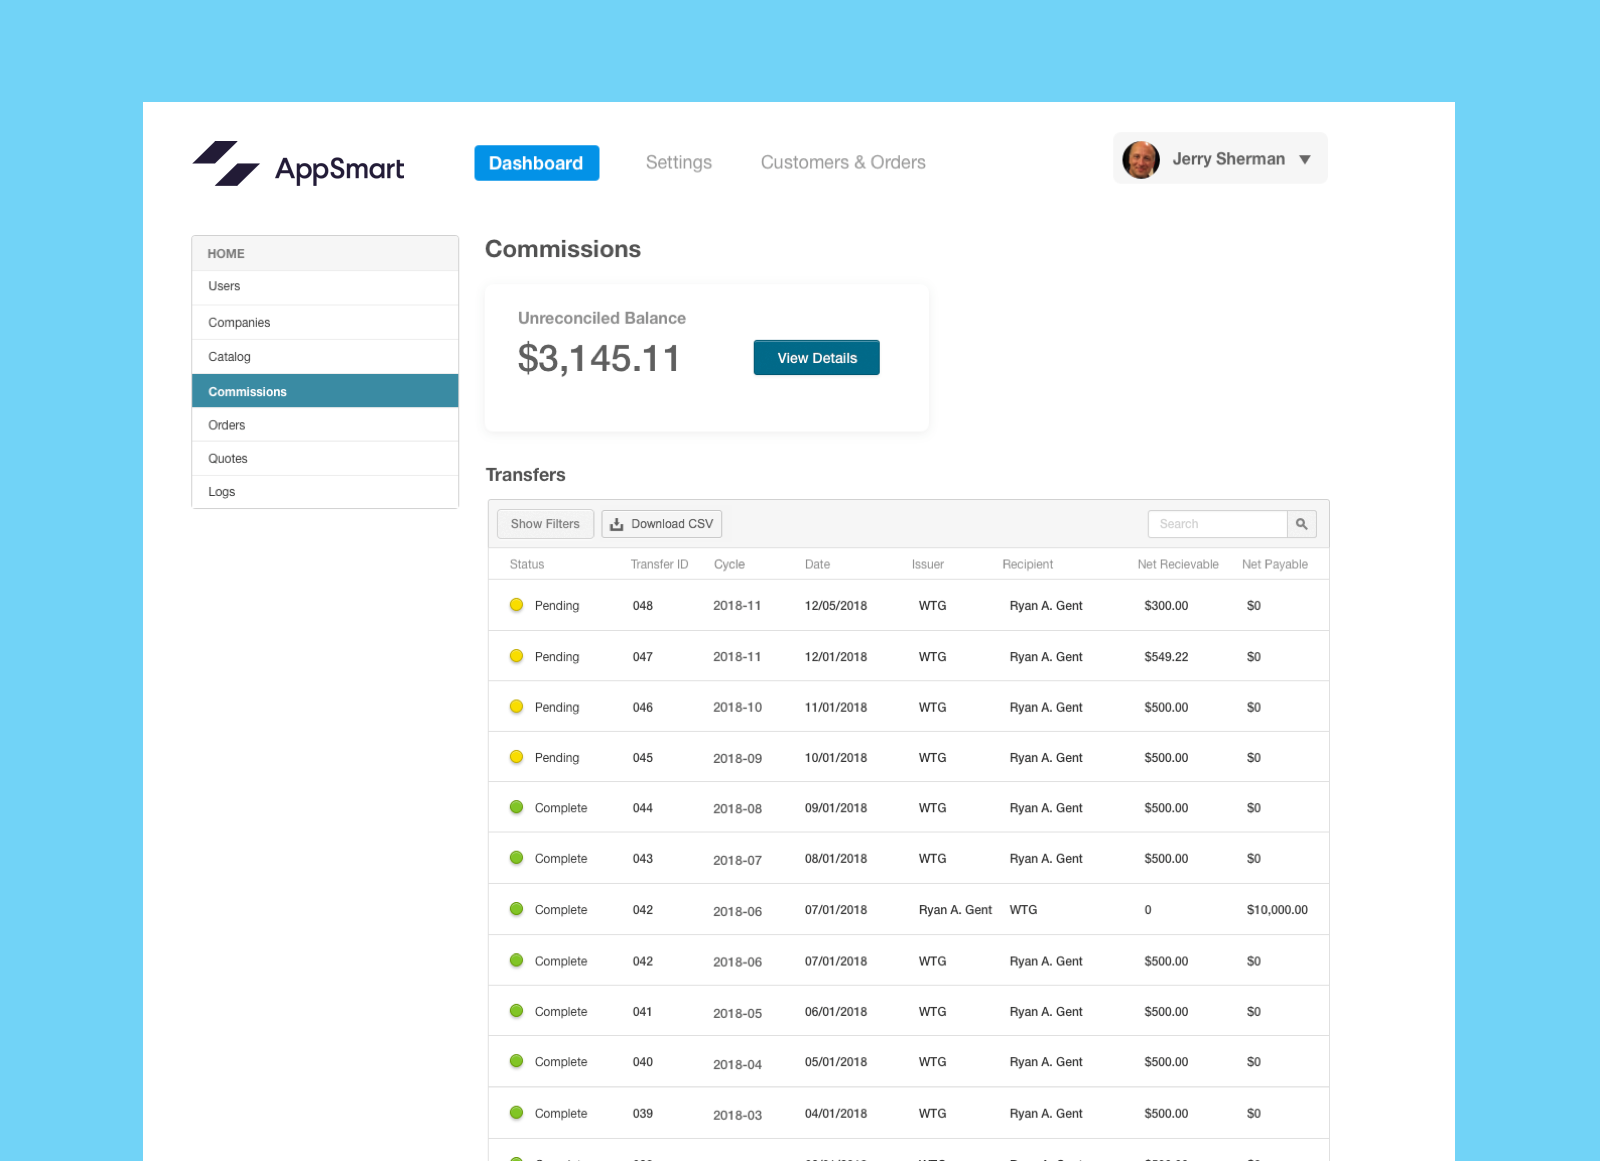 AppSmart
Dashboard Settings Customers & Orders
Jerry Sherman
HOME
Users
Companies
Catalog
Commissions
Orders
Quotes
Logs
Commissions
Unreconciled Balance
$3,145.11
View Details
Transfers
Show Filters Download CSV Search
Status Transfer ID Cycle Date Issuer Recipient Net Recievable Net Payable
Pending 048 2018-11 12/05/2018 WTG Ryan A. Gent $300.00 $0
Pending 047 2018-11 12/01/2018 WTG Ryan A. Gent $549.22 $0
Pending 046 2018-10 11/01/2018 WTG Ryan A. Gent $500.00 $0
Pending 045 2018-09 10/01/2018 WTG Ryan A. Gent $500.00 $0
Complete 044 2018-08 09/01/2018 WTG Ryan A. Gent $500.00 $0
Complete 043 2018-07 08/01/2018 WTG Ryan A. Gent $500.00 $0
Complete 042 2018-06 07/01/2018 Ryan A. Gent WTG 0 $10,000.00
Complete 042 2018-06 07/01/2018 WTG Ryan A. Gent $500.00 $0
Complete 041 2018-05 06/01/2018 WTG Ryan A. Gent $500.00 $0
Complete 040 2018-04 05/01/2018 WTG Ryan A. Gent $500.00 $0
Complete 039 2018-03 04/01/2018 WTG Ryan A. Gent $500.00 $0